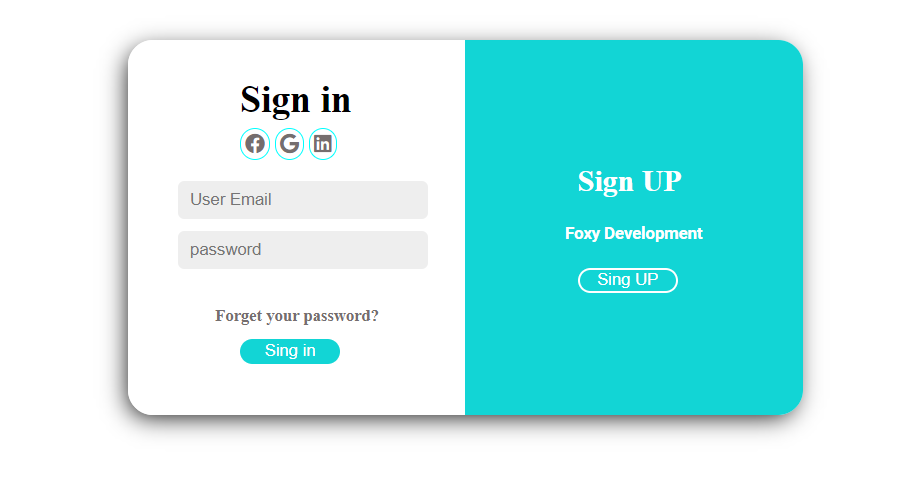 Sign in
User Email
password
Forget your password?
Sing in
Sign UP
Foxy Development
Sing UP